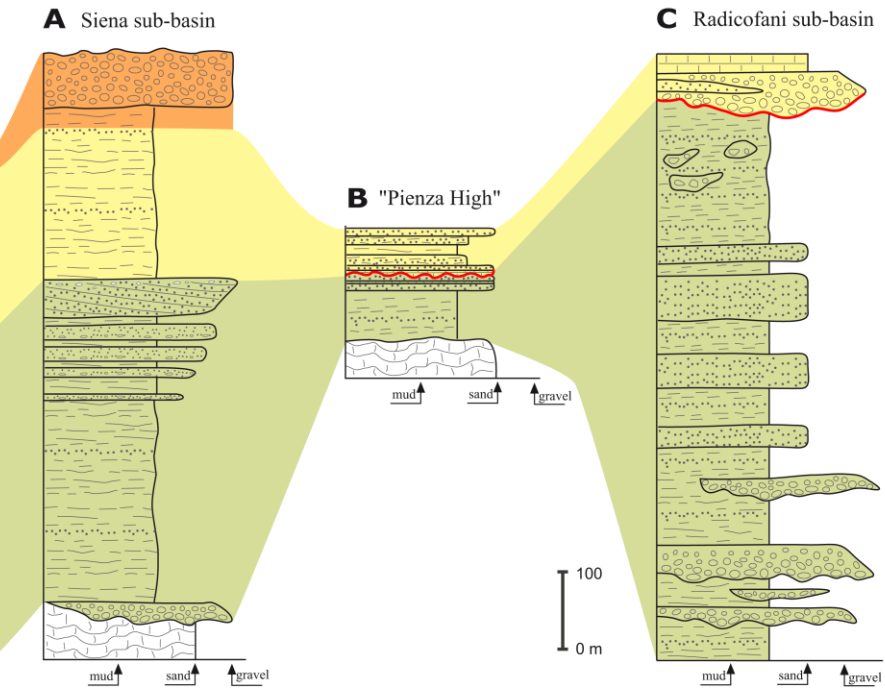 A Siena sub-basin
C Radicofani sub-basin
B "Pienza High"
mud sand gravel
100
0 m
mud sand gravel
mud sand gravel